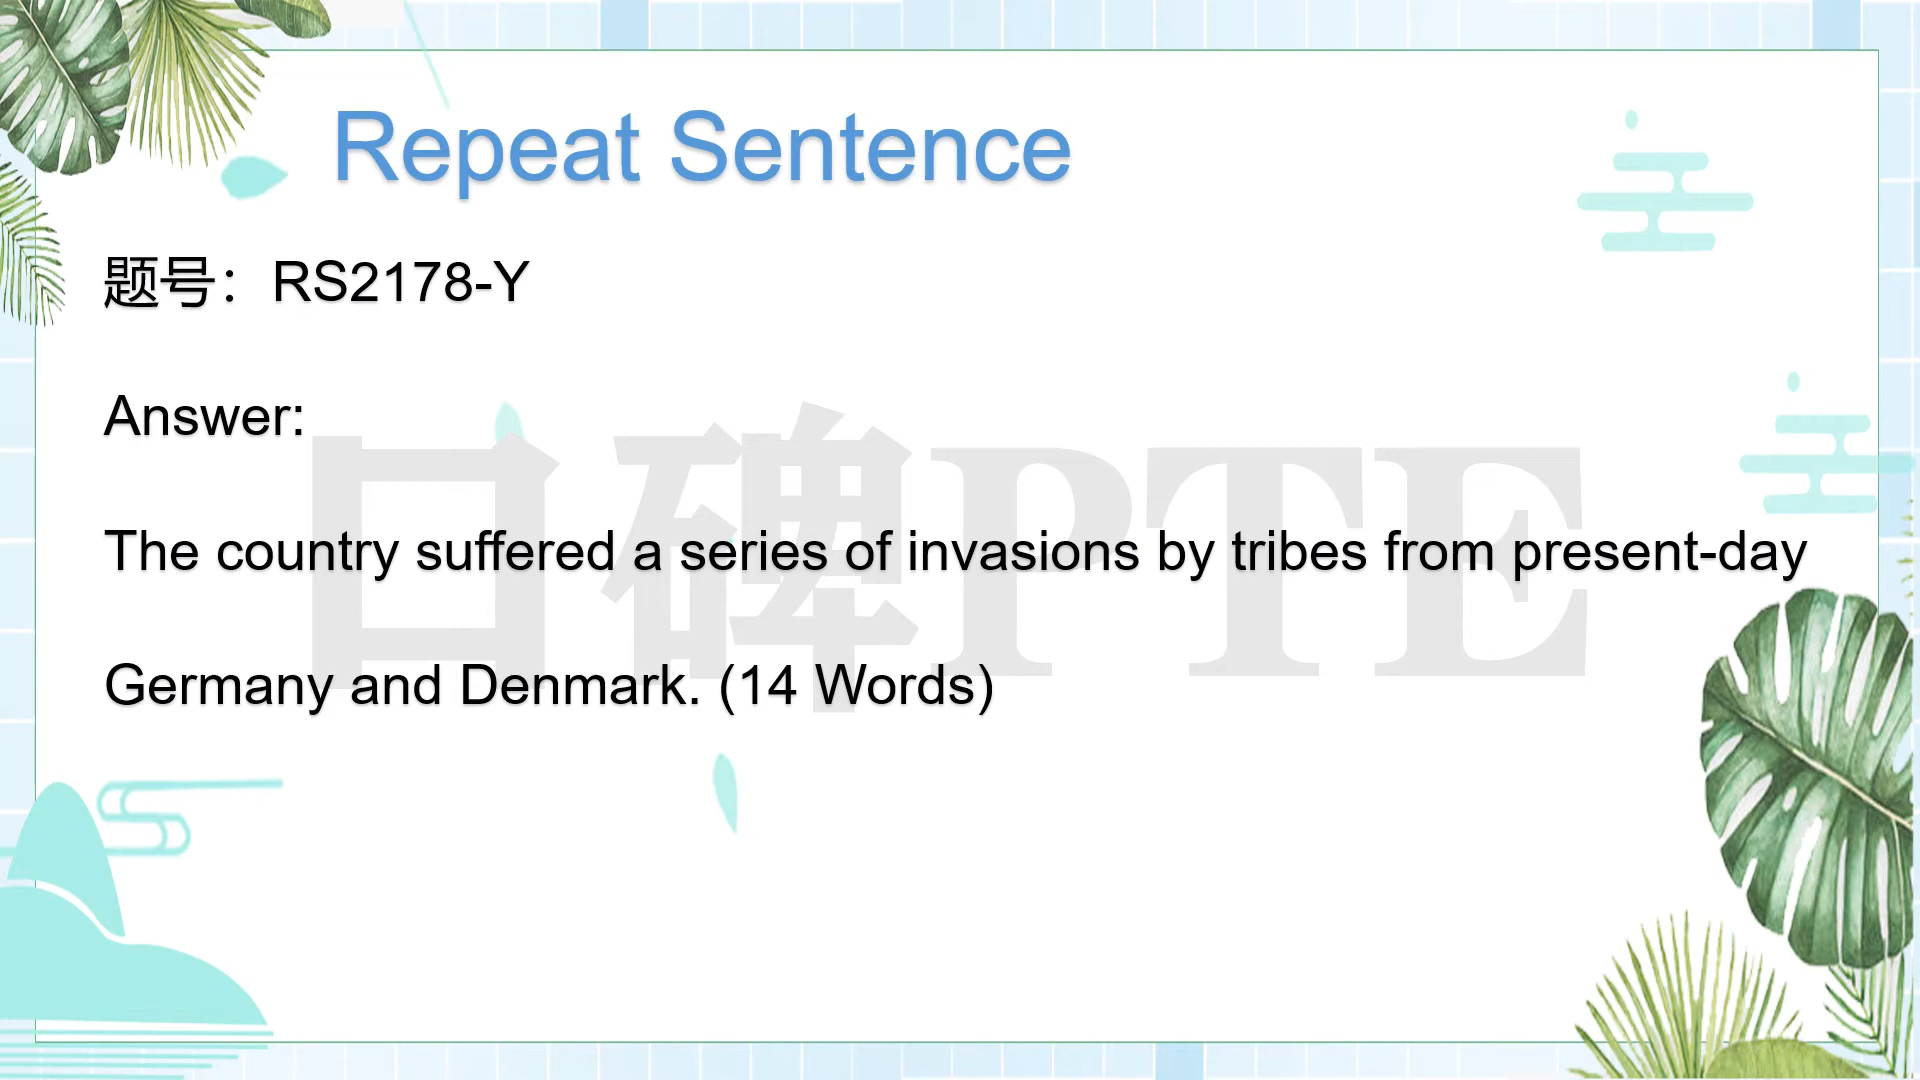 Repeat Sentence
题号：RS2178-Y
Answer:
口碑PTE
The country suffered a series of invasions by tribes from present-day
Germany and Denmark. (14 Words)